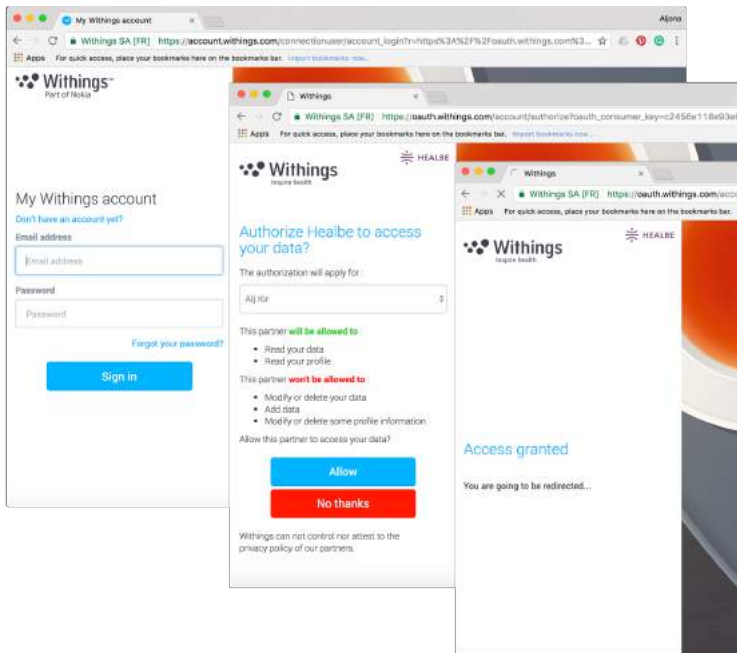 My Withings account
Aljona
Withings SA [FR] https://account.withings.com/connectionuser/account_login?r=https%3A%2F%2Foauth.withings.com%3...
Apps For quick access, place your bookmarks here on the bookmarks bar. Import bookmarks now...
Withings
Part of Nokia
My Withings account
Don't have an account yet?
Email address
Email address
Password
Password
Forgot your password?
Sign in
Withings
Withings SA [FR] https://oauth.withings.com/account/authorize?oauth_consumer_key=c2456e118e93e
Apps For quick access, place your bookmarks here on the bookmarks bar. Import bookmarks now...
Withings
Inspire health
HEALBE
Authorize Healbe to access
your data?
The authorization will apply for :
Alj Kir
This partner will be allowed to :
• Read your data
• Read your profile
This partner won't be allowed to :
• Modify or delete your data
• Add data
• Modify or delete some profile information
Allow this partner to access your data?
Allow
No thanks
Withings can not control nor attest to the
privacy policy of our partners.
Withings
Withings SA [FR] https://oauth.withings.com/acco
Apps For quick access, place your bookmarks here on the bookmarks bar.
Withings
Inspire health
HEALBE
Access granted
You are going to be redirected...